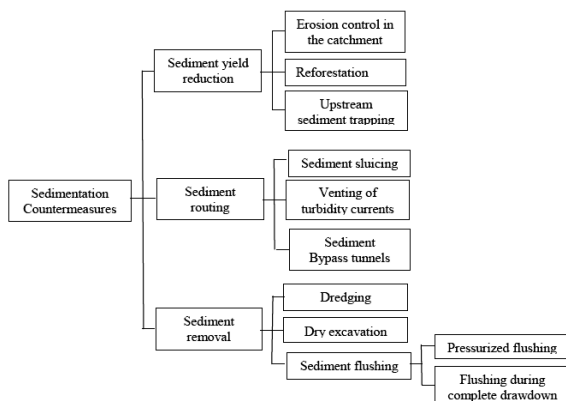 Erosion control in
the catchment
Sediment yield
reduction
Reforestation
Upstream
sediment trapping
Sediment sluicing
Sedimentation
Countermeasures
Sediment
routing
Venting of
turbidity currents
Sediment
Bypass tunnels
Dredging
Sediment
removal
Dry excavation
Pressurized flushing
Sediment flushing
Flushing during
complete drawdown